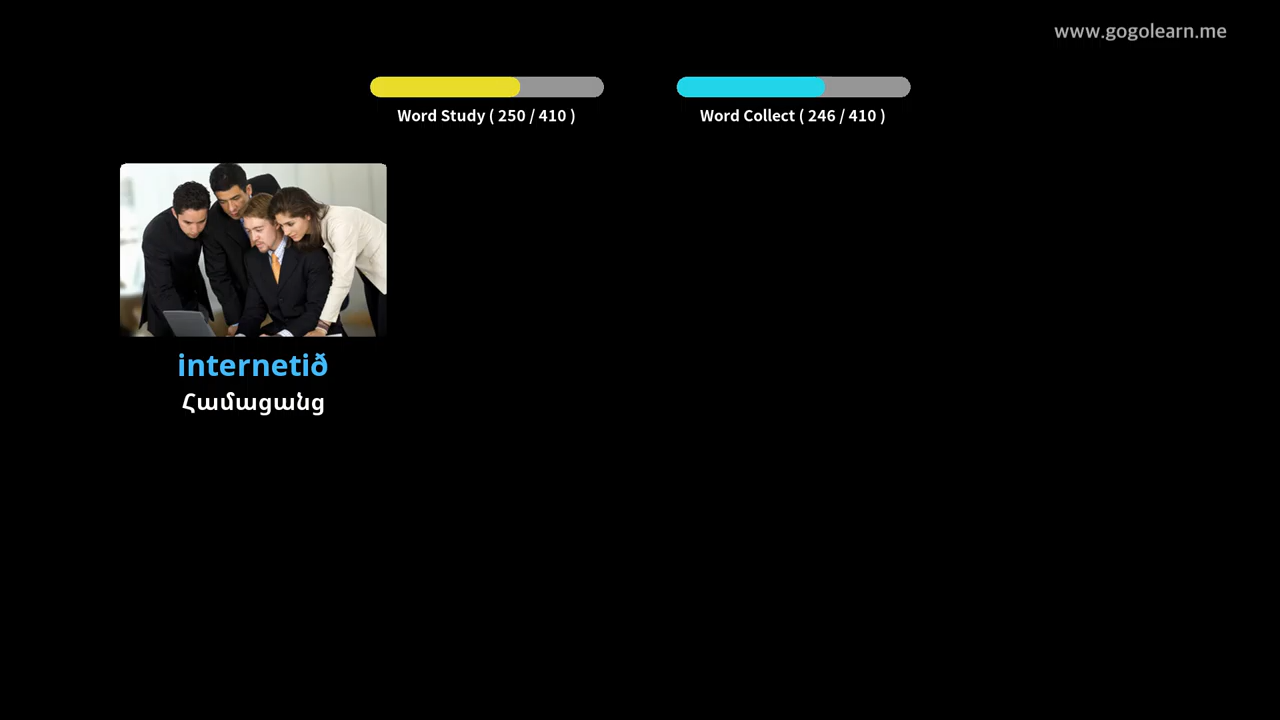 www.gogolearn.me
Word Study ( 250 / 410 )
Word Collect ( 246 / 410 )
internetið
Համացանց